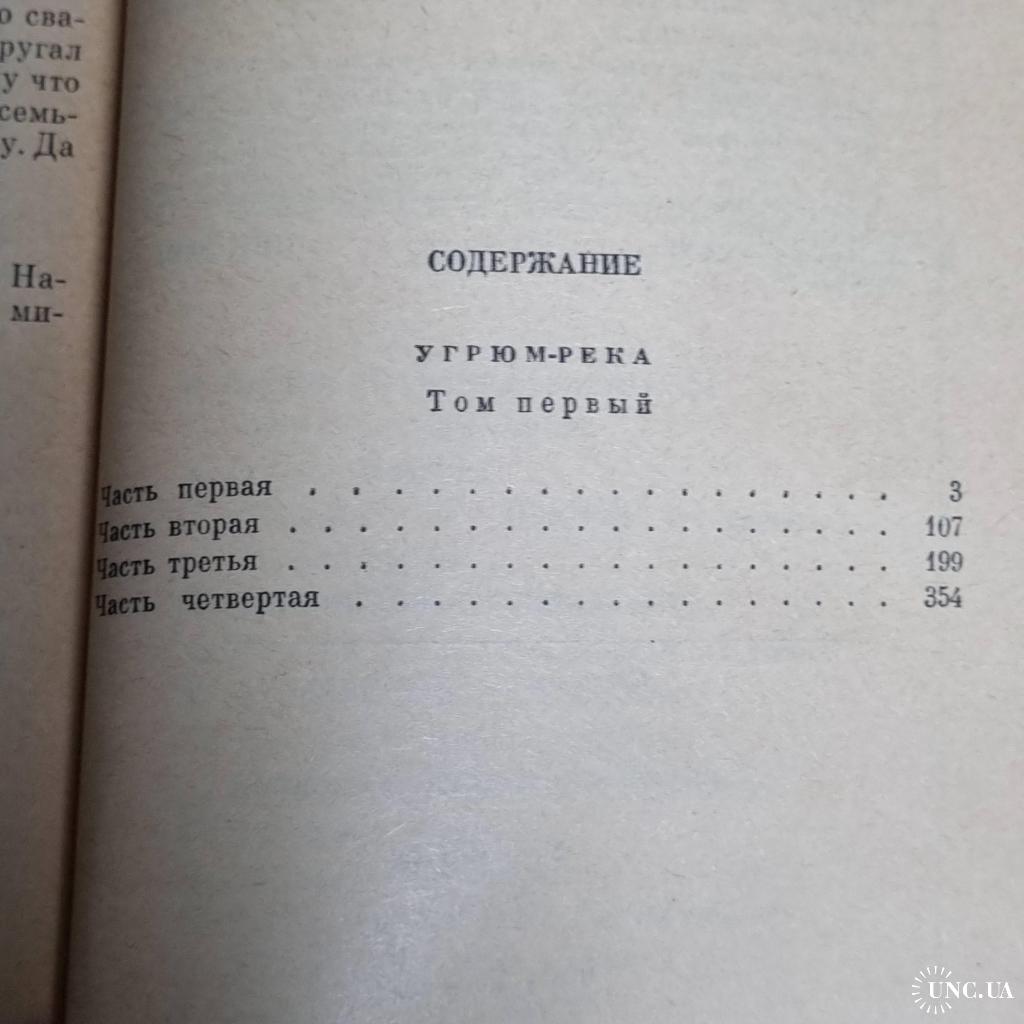 о сва-
ругал
у что
семь-
у. Да
На-
ми-
СОДЕРЖАНИЕ
УГРЮМ-РЕКА
Том первый
Часть первая . . . . . . . . . . . . . . . . 3
Часть вторая . . . . . . . . . . . . . . . . . 107
Часть третья . . . . . . . . . . . . . . . . . 199
Часть четвертая . . . . . . . . . . . . . . . 354
UNC.UA